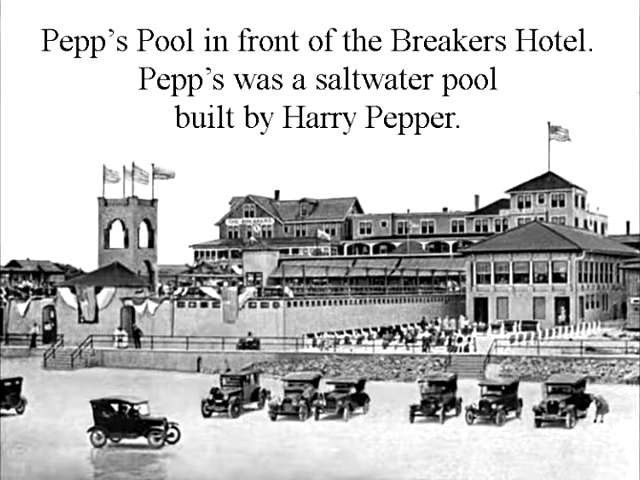 Pepp's Pool in front of the Breakers Hotel.
Pepp's was a saltwater pool
built by Harry Pepper.
THE BREAKERS